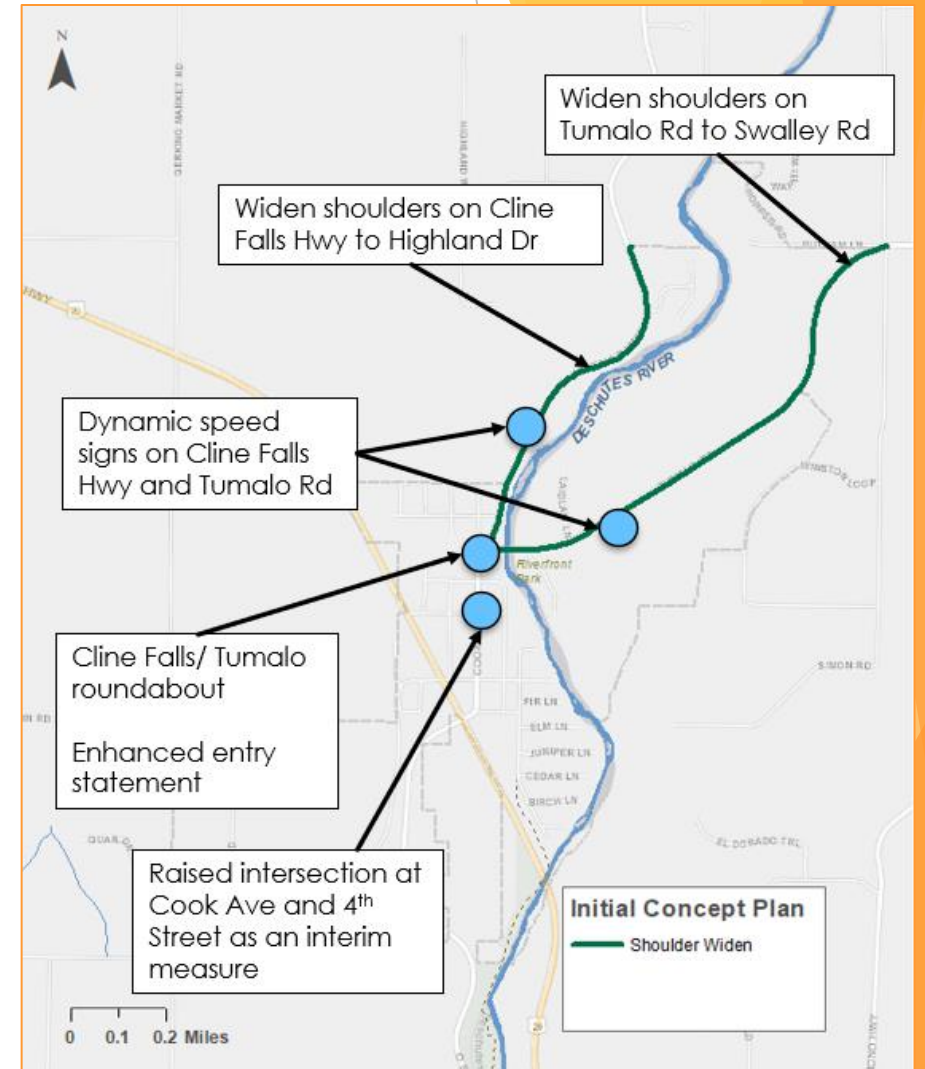 N
GERKING MARKET RD
Widen shoulders on
Tumalo Rd to Swalley Rd
Widen shoulders on Cline
Falls Hwy to Highland Dr
HWY
20
DESCHUTES RIVER
Dynamic speed
signs on Cline Falls
Hwy and Tumalo Rd
Riverfront
Park
Cline Falls/ Tumalo
roundabout
Enhanced entry
statement
SIMON RD
FIR LN
ELM LN
JUNIPER LN
CEDAR LN
EL DORADO TRL
Raised intersection at
Cook Ave and 4th
Street as an interim
measure
Initial Concept Plan
Shoulder Widen
0 0.1 0.2 Miles
20